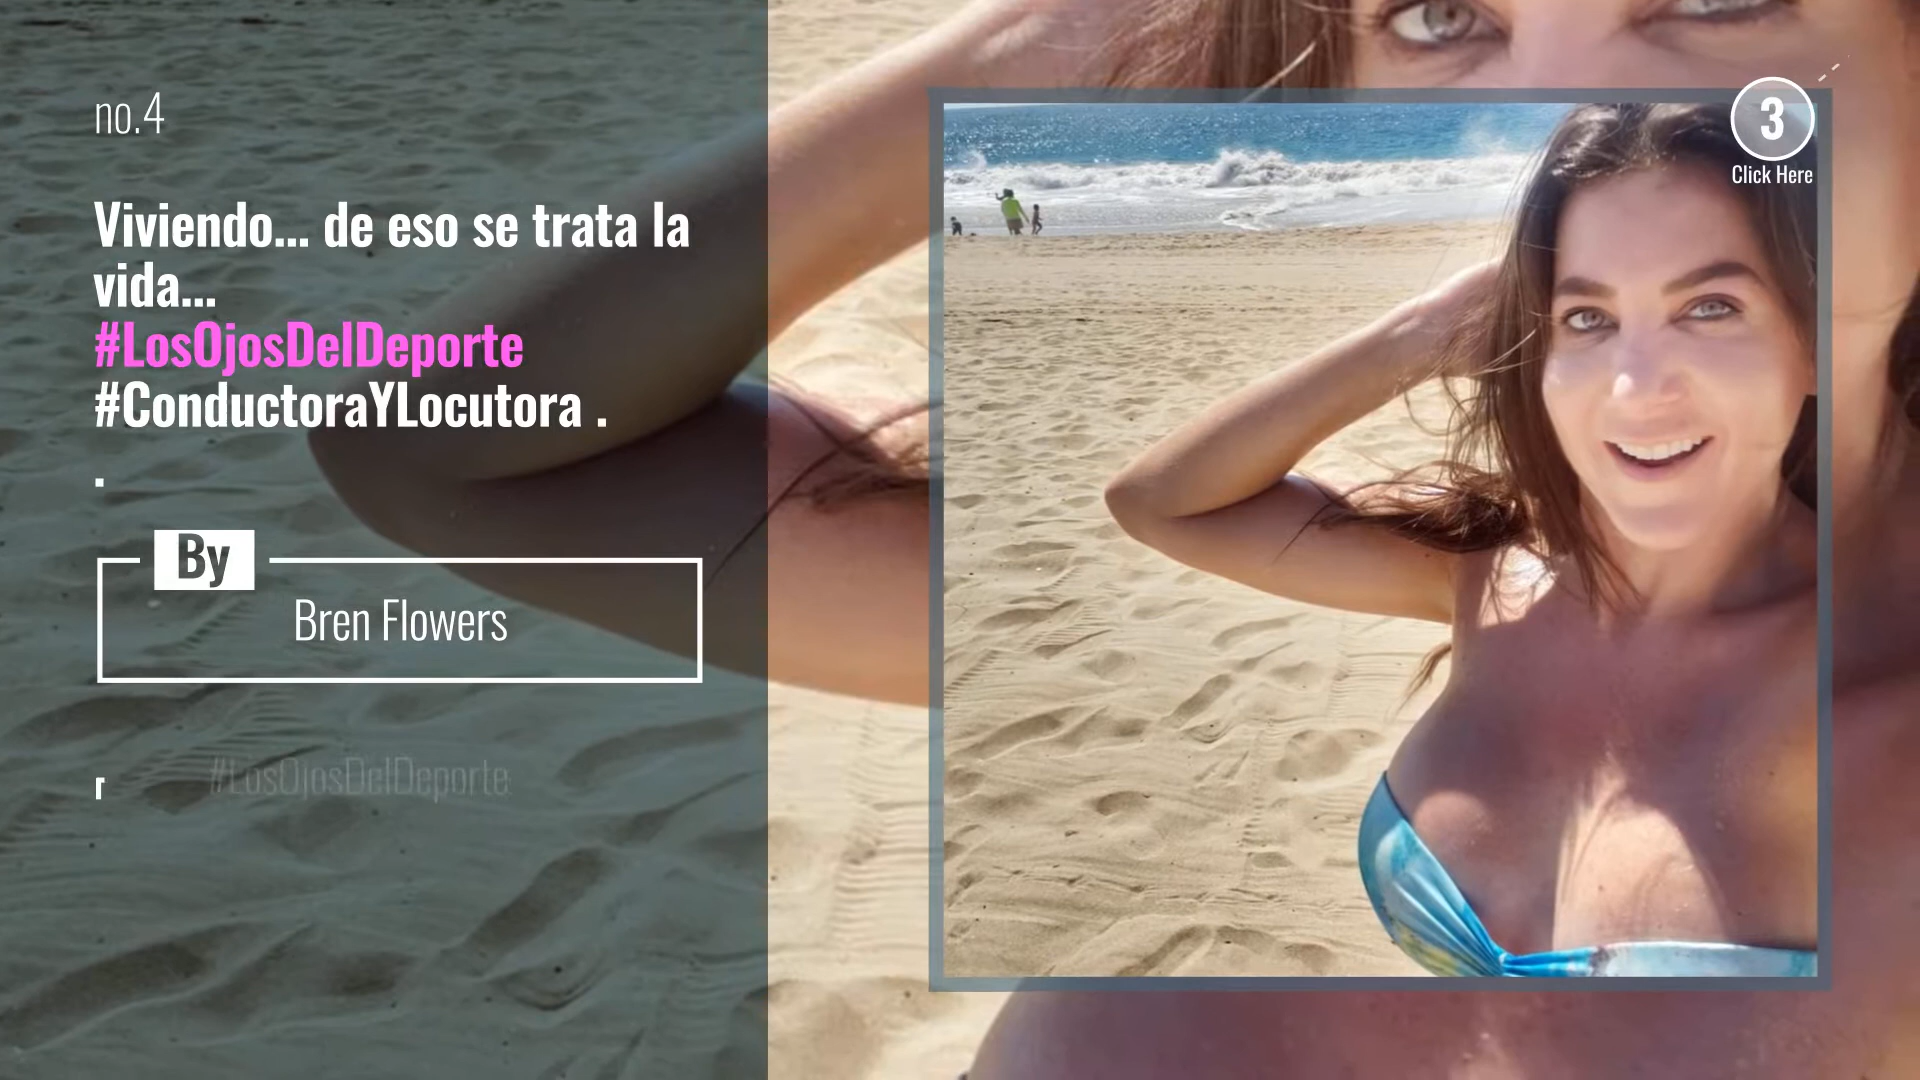 no.4
Viviendo... de eso se trata la
vida...
#LosOjosDelDeporte
#ConductoraYLocutora .
.
By
Bren Flowers
r
#LosOjosDelDeporte
3
Click Here